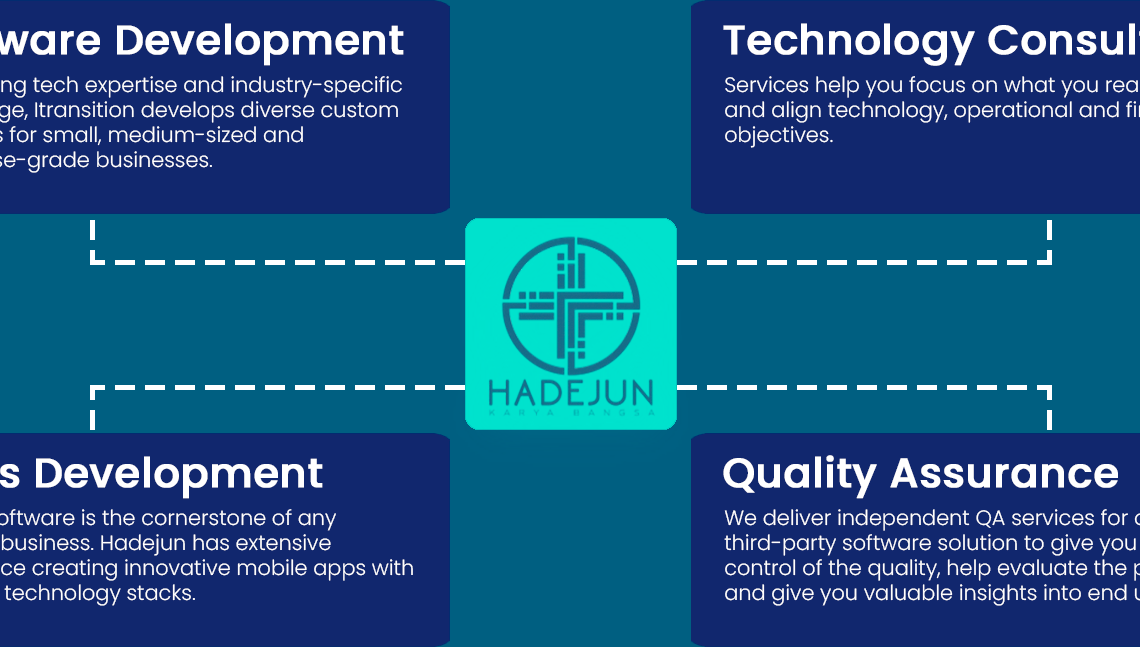 ware Development
ng tech expertise and industry-specific
ge, Itransition develops diverse custom
s for small, medium-sized and
se-grade businesses.
Technology Consul
Services help you focus on what you rea
and align technology, operational and fi
objectives.
HADEJUN
KARYA BANGSA
s Development
oftware is the cornerstone of any
business. Hadejun has extensive
ce creating innovative mobile apps with
technology stacks.
Quality Assurance
We deliver independent QA services for
third-party software solution to give you
control of the quality, help evaluate the p
and give you valuable insights into end u